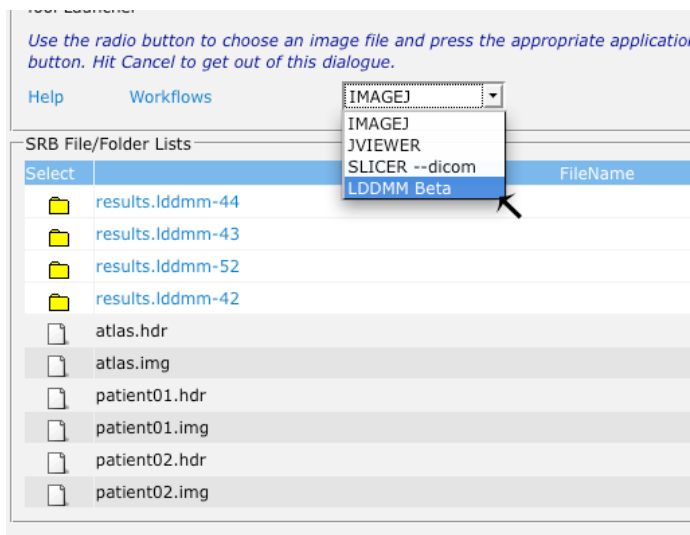 Use the radio button to choose an image file and press the appropriate
button. Hit Cancel to get out of this dialogue.
Help Workflows IMAGEJ
IMAGEJ
JVIEWER
SLICER --dicom
LDDMM Beta
SRB File/Folder Lists
Select FileName
results.lddmm-44
results.lddmm-43
results.lddmm-52
results.lddmm-42
atlas.hdr
atlas.img
patient01.hdr
patient01.img
patient02.hdr
patient02.img